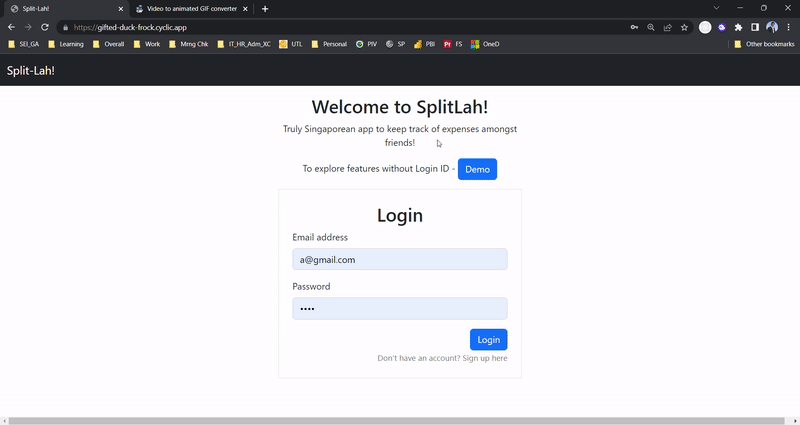 Split-Lah!
Video to animated GIF converter
https://gifted-duck-frock.cyclic.app
SEI_GA Learning Overall Work Mrng Chk IT_HR_Adm_XC UTL Personal PIV SP PBI FS OneD Other bookmarks
Split-Lah!
Welcome to SplitLah!
Truly Singaporean app to keep track of expenses amongst
friends!
To explore features without Login ID - Demo
Login
Email address
a@gmail.com
Password
••••
Login
Don't have an account? Sign up here